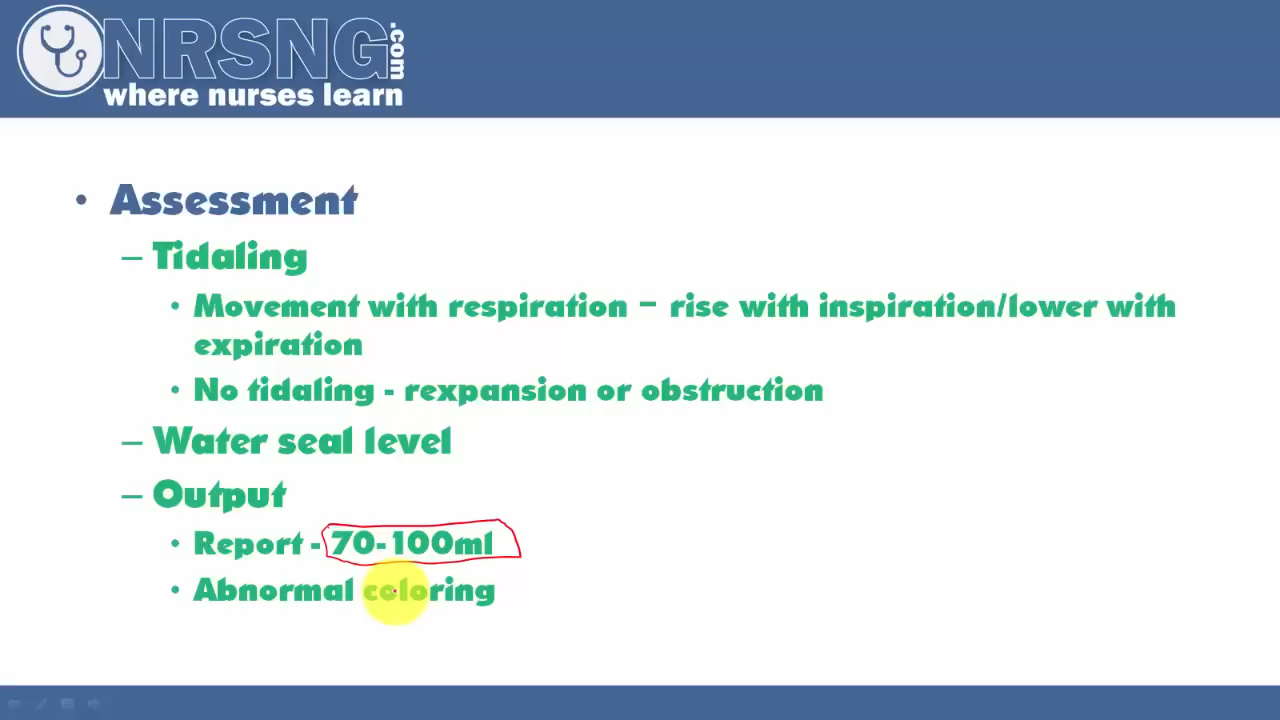 NRSNG.com
where nurses learn
• Assessment
– Tidaling
• Movement with respiration – rise with inspiration/lower with
expiration
• No tidaling - rexpansion or obstruction
– Water seal level
– Output
• Report - 70-100ml
• Abnormal coloring